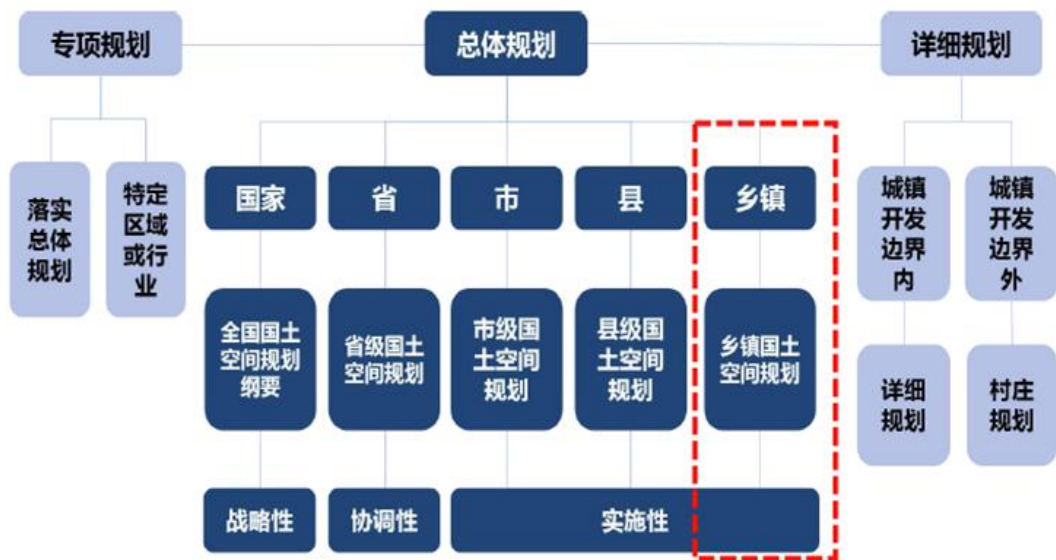 专项规划
总体规划
详细规划
落实
总体
规划
特定
区域
或行
业
国家
省
市
县
乡镇
城镇
开发
边界
内
城镇
开发
边界
外
全国国土
空间规划
纲要
省级国土
空间规划
市级国
土空间
规划
县级国
土空间
规划
乡镇国土
空间规划
详细
规划
村庄
规划
战略性
协调性
实施性